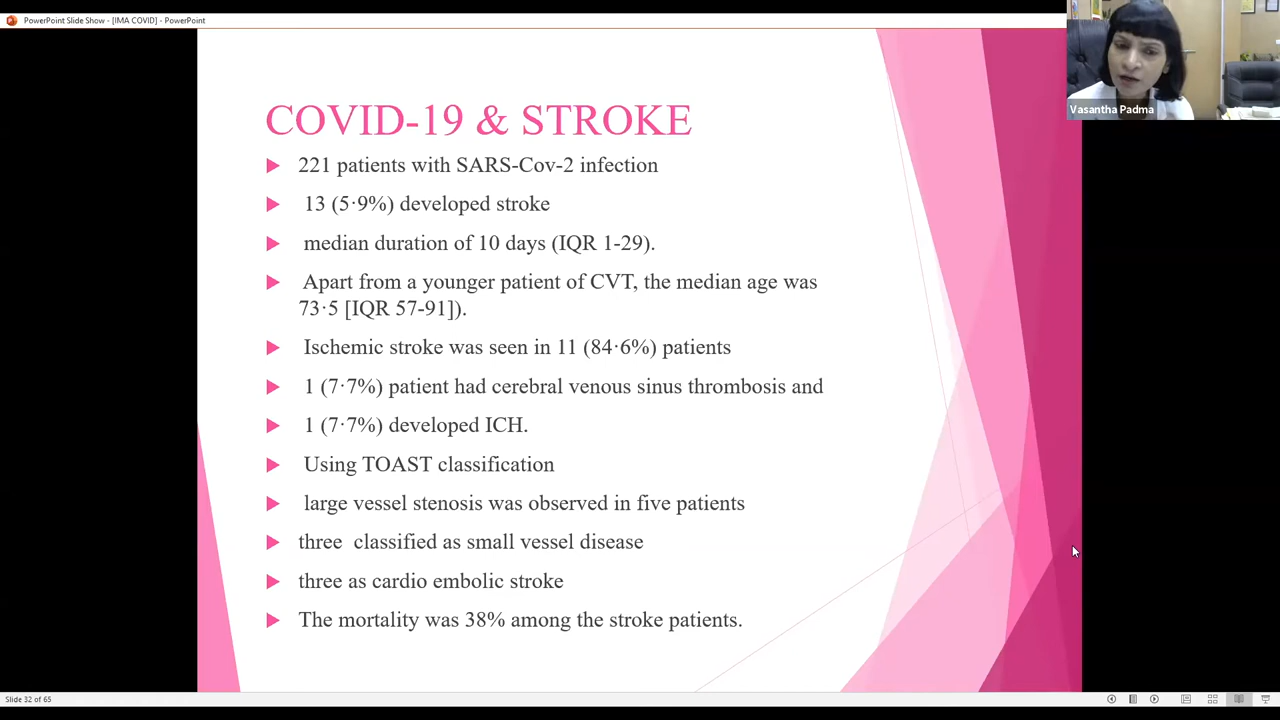 PowerPoint Slide Show - [IMA COVID] - PowerPoint
Vasantha Padma
COVID-19 & STROKE
221 patients with SARS-Cov-2 infection
13 (5·9%) developed stroke
median duration of 10 days (IQR 1-29).
Apart from a younger patient of CVT, the median age was
73·5 [IQR 57-91]).
Ischemic stroke was seen in 11 (84·6%) patients
1 (7·7%) patient had cerebral venous sinus thrombosis and
1 (7·7%) developed ICH.
Using TOAST classification
large vessel stenosis was observed in five patients
three classified as small vessel disease
three as cardio embolic stroke
The mortality was 38% among the stroke patients.
Slide 32 of 65